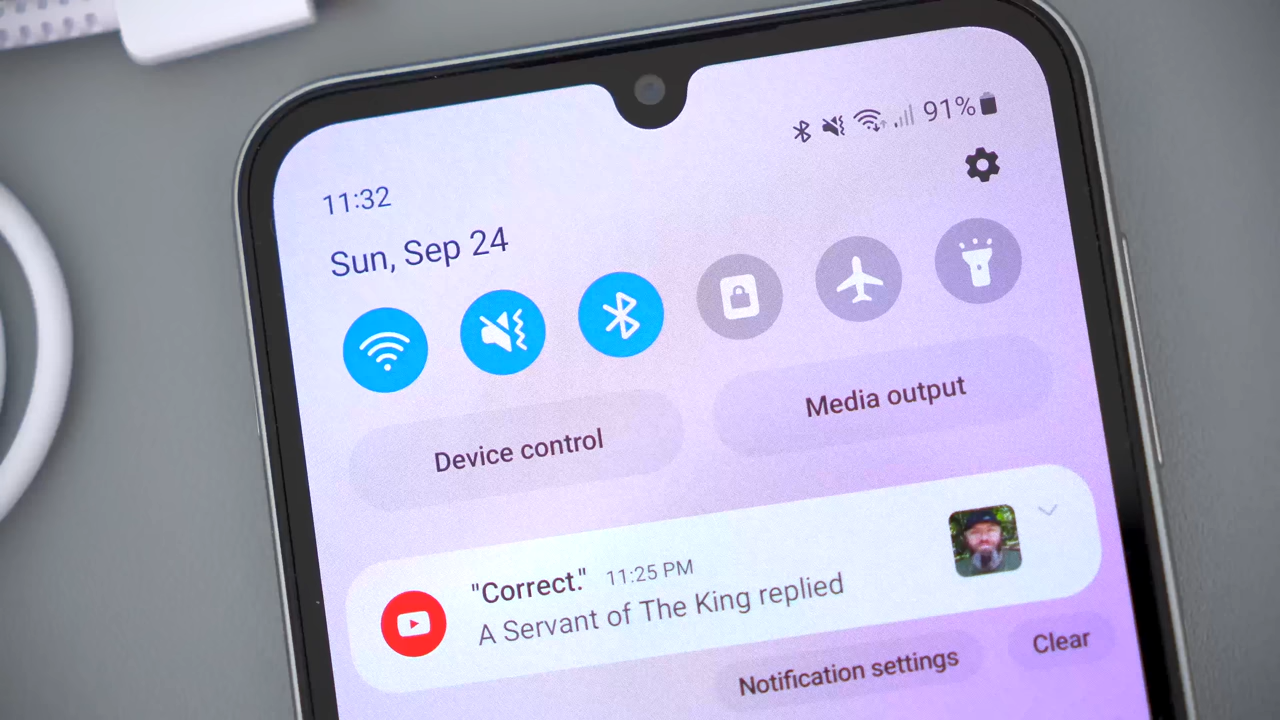 91%
11:32
Sun, Sep 24
Device control
Media output
"Correct." 11:25 PM
A Servant of The King replied
Notification settings
Clear